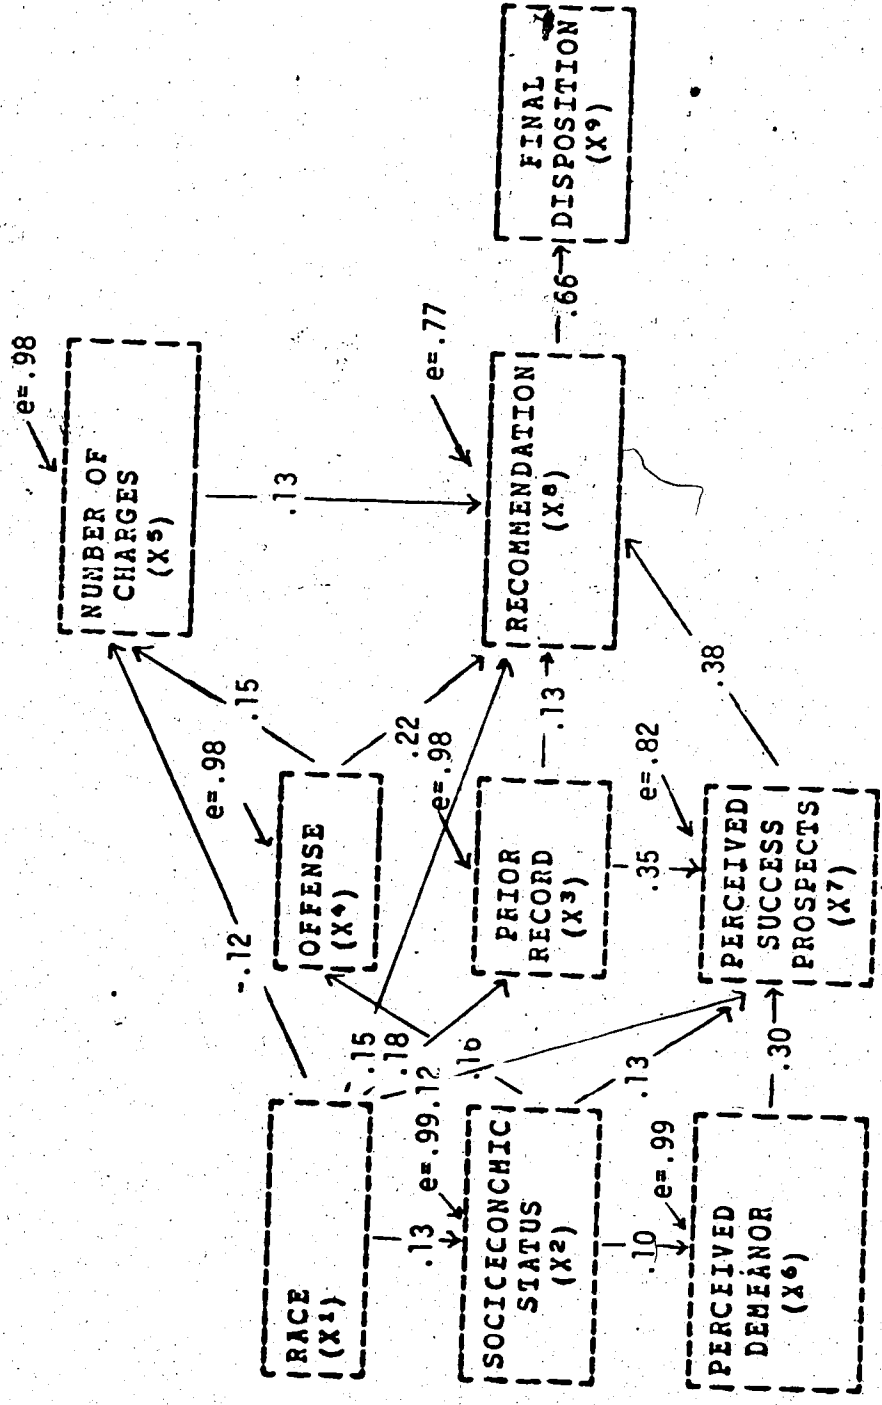 e=.98
NUMBER OF
CHARGES
(X5)
-.12
.15
e=.98
.13
RACE
(X1)
OFFENSE
(X4)
-.15
.18
.22
e=.98
e=.77
.13
e=.99
.12
.16
SOCICECONCMIC
STATUS
(X2)
PRIOR
RECORD
(X3)
.13
RECOMMENDATION
(X8)
.66
FINAL
DISPOSITION
(X9)
.10
e=.99
.13
.35
e=.82
.38
PERCEIVED
DEMEANOR
(X6)
.30
PERCEIVED
SUCCESS
PROSPECTS
(X7)